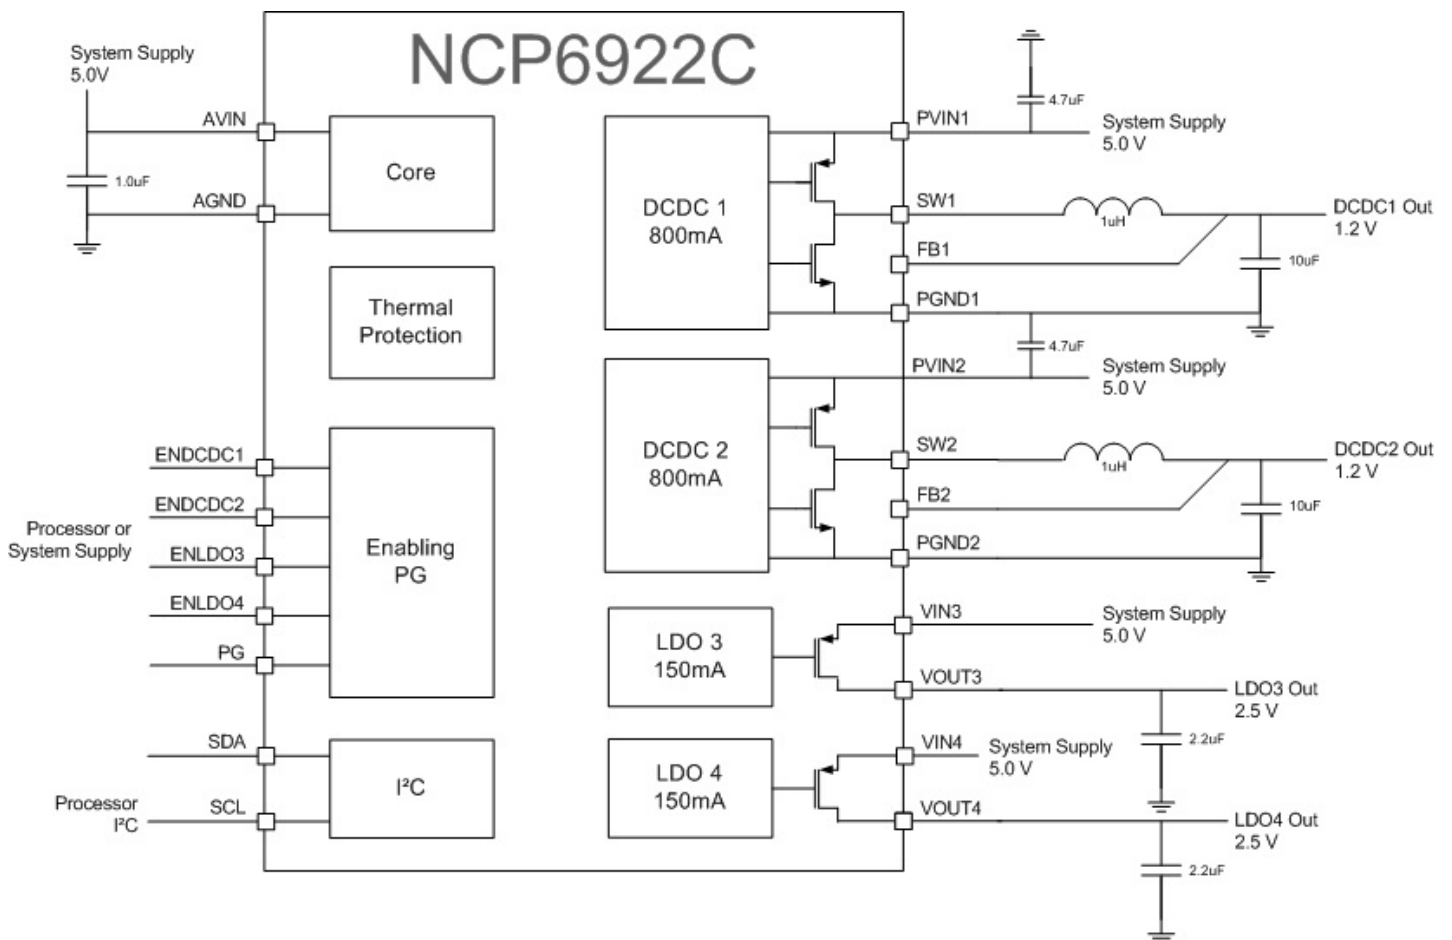 NCP6922C
System Supply
5.0V
AVIN
1.0uF
AGND
Core
Thermal
Protection
ENDCDC1
ENDCDC2
Processor or
System Supply
ENLDO3
ENLDO4
PG
Enabling
PG
SDA
Processor
I²C
SCL
I²C
DCDC 1
800mA
PVIN1
4.7uF
System Supply
5.0 V
SW1
1uH
DCDC1 Out
1.2 V
FB1
10uF
PGND1
4.7uF
DCDC 2
800mA
PVIN2
System Supply
5.0 V
SW2
1uH
DCDC2 Out
1.2 V
FB2
10uF
PGND2
LDO 3
150mA
VIN3
System Supply
5.0 V
VOUT3
LDO3 Out
2.5 V
2.2uF
LDO 4
150mA
VIN4
System Supply
5.0 V
VOUT4
LDO4 Out
2.5 V
2.2uF